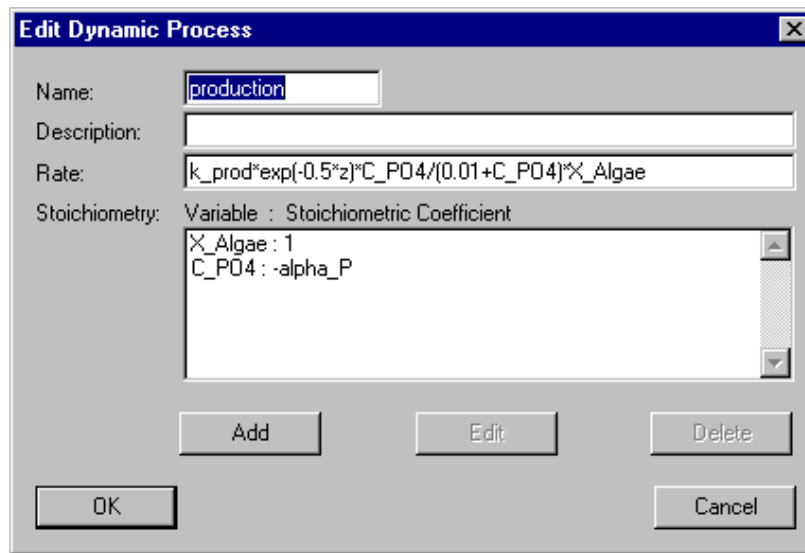 Edit Dynamic Process
Name: production
Description:
Rate: k_prod*exp(-0.5*z)*C_PO4/(0.01+C_PO4)*X_Algae
Stoichiometry: Variable : Stoichiometric Coefficient
X_Algae : 1
C_PO4 : -alpha_P
Add Edit Delete
OK Cancel